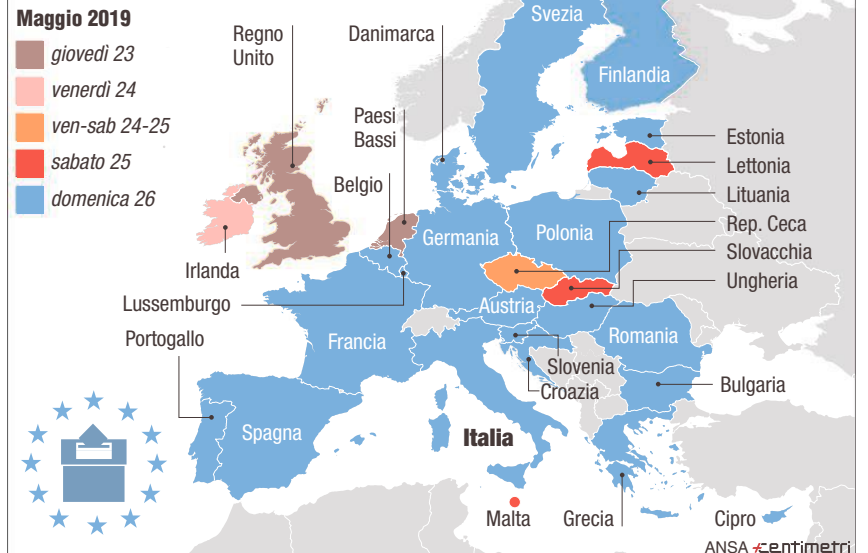 Maggio 2019
giovedì 23
venerdì 24
ven-sab 24-25
sabato 25
domenica 26
Regno
Unito
Danimarca
Svezia
Finlandia
Paesi
Bassi
Belgio
Estonia
Lettonia
Lituania
Rep. Ceca
Slovacchia
Ungheria
Germania
Polonia
Irlanda
Lussemburgo
Austria
Portogallo
Francia
Romania
Slovenia
Croazia
Bulgaria
Spagna
Italia
Malta
Grecia
Cipro
ANSA centimetri